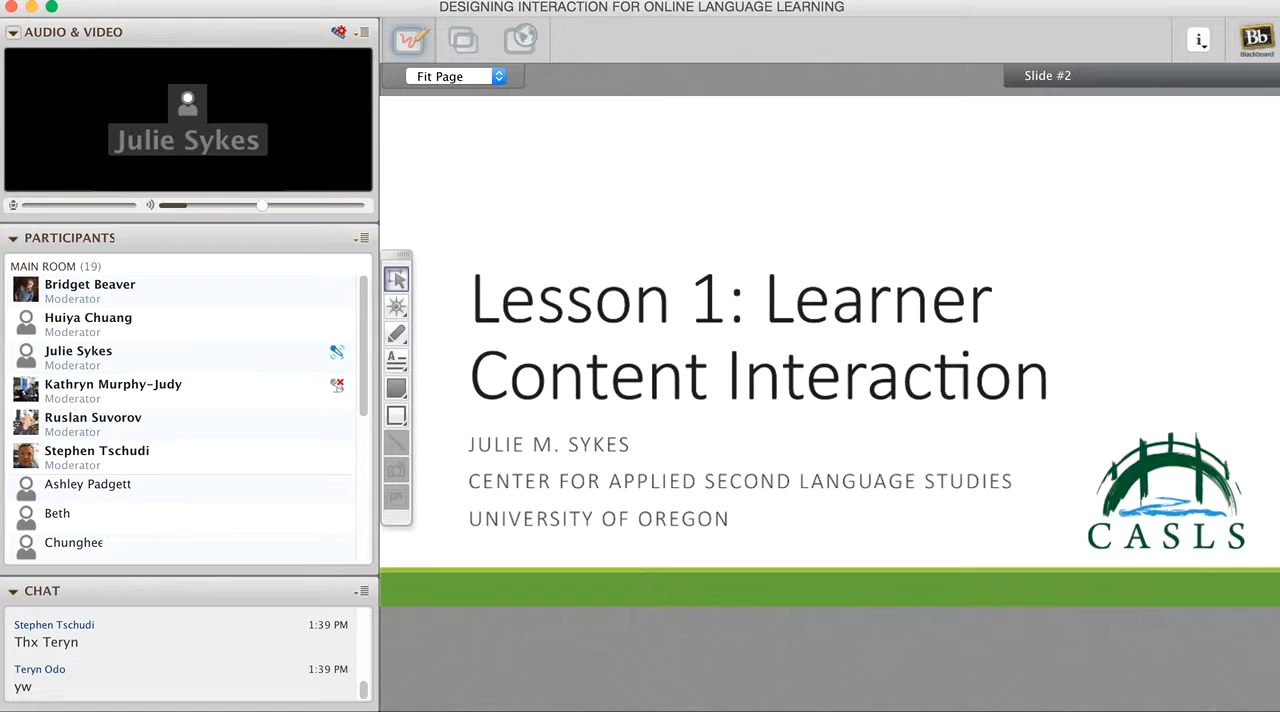 DESIGNING INTERACTION FOR ONLINE LANGUAGE LEARNING
AUDIO & VIDEO
Julie Sykes
PARTICIPANTS
MAIN ROOM (19)
Bridget Beaver
Moderator
Huiya Chuang
Moderator
Julie Sykes
Moderator
Kathryn Murphy-Judy
Moderator
Ruslan Suvorov
Moderator
Stephen Tschudi
Moderator
Ashley Padgett
Beth
Chunghee
CHAT
Stephen Tschudi 1:39 PM
Thx Teryn
Teryn Odo 1:39 PM
yw
Fit Page
Slide #2
i
Bb
Blackboard
A
Lesson 1: Learner
Content Interaction
JULIE M. SYKES
CENTER FOR APPLIED SECOND LANGUAGE STUDIES
UNIVERSITY OF OREGON
CASLS